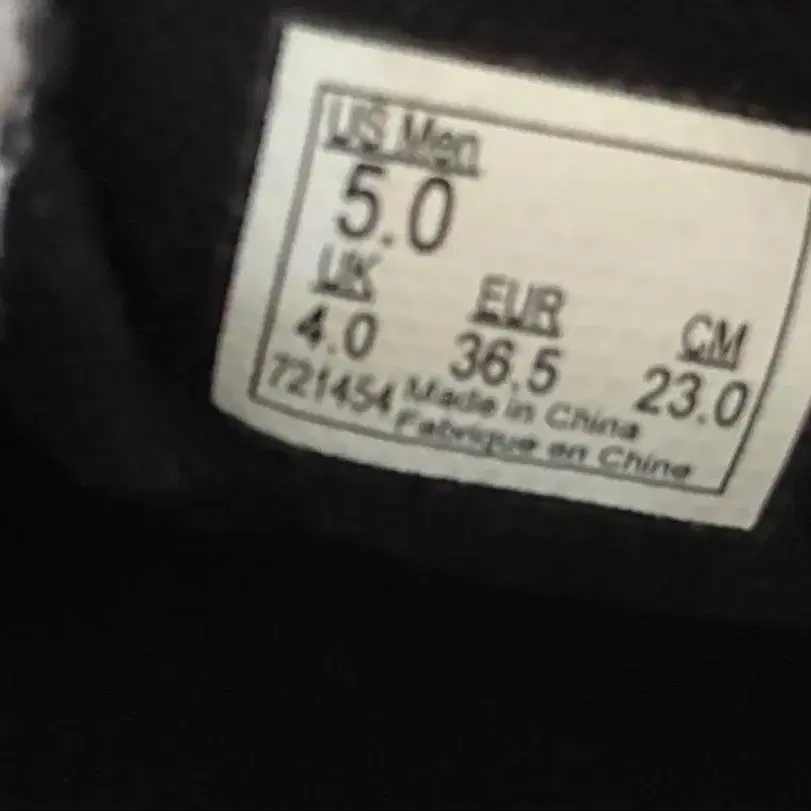 US Men
5.0
UK EUR CM
4.0 36.5 23.0
721454 Made in China
Fabrique en Chine